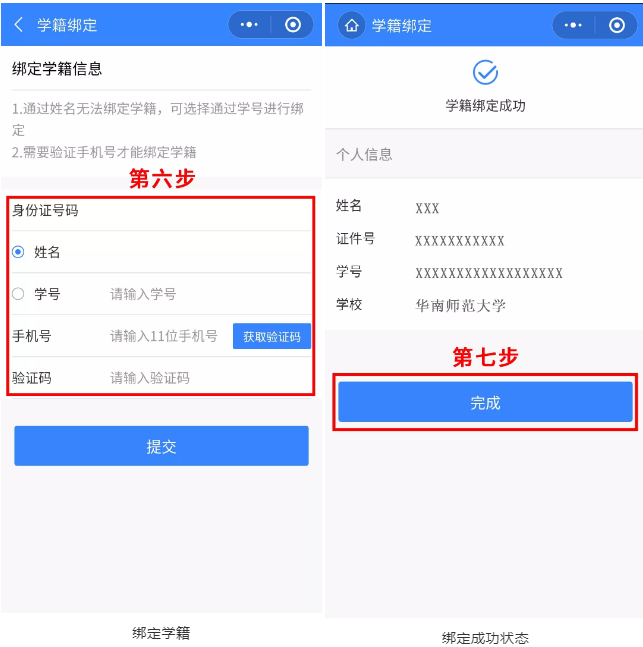 学籍绑定
绑定学籍信息
1.通过姓名无法绑定学籍，可选择通过学号进行绑
定
2.需要验证手机号才能绑定学籍
第六步
身份证号码
姓名
学号 请输入学号
手机号 请输入11位手机号 获取验证码
验证码 请输入验证码
提交
绑定学籍
学籍绑定
学籍绑定成功
个人信息
姓名 XXX
证件号 XXXXXXXXXXX
学号 XXXXXXXXXXXXXXXXXX
学校 华南师范大学
第七步
完成
绑定成功状态